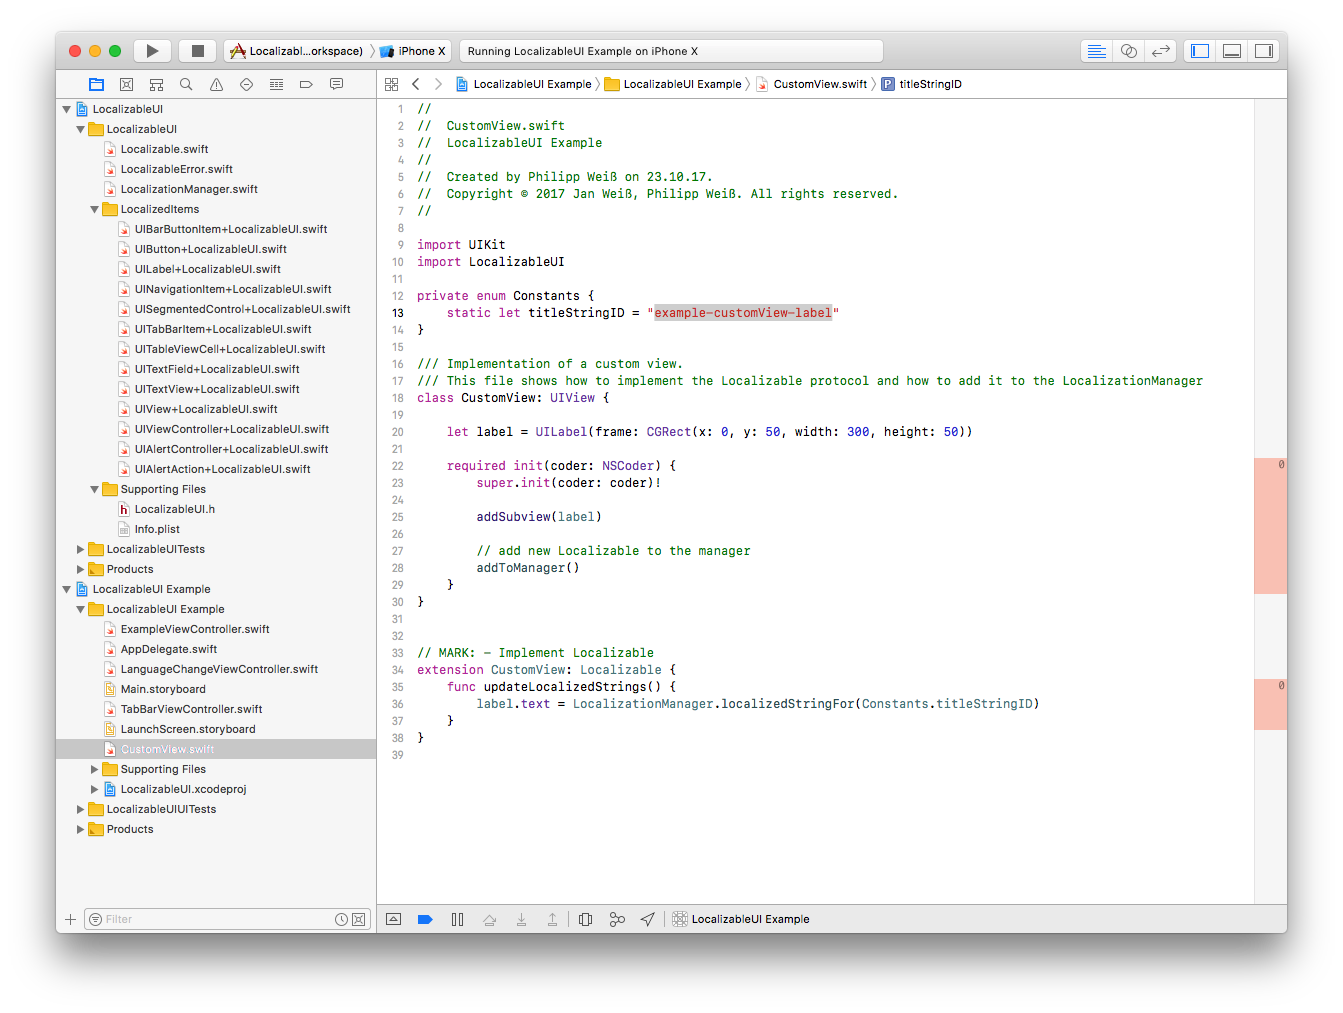 Localizabl...orkspace)
iPhone X
Running LocalizableUI Example on iPhone X
LocalizableUI Example
LocalizableUI Example
CustomView.swift
P
titleStringID
LocalizableUI
LocalizableUI
Localizable.swift
LocalizableError.swift
LocalizationManager.swift
LocalizedItems
UIBarButtonItem+LocalizableUI.swift
UIButton+LocalizableUI.swift
UILabel+LocalizableUI.swift
UINavigationItem+LocalizableUI.swift
UISegmentedControl+LocalizableUI.swift
UITabBarItem+LocalizableUI.swift
UITableViewCell+LocalizableUI.swift
UITextField+LocalizableUI.swift
UITextView+LocalizableUI.swift
UIView+LocalizableUI.swift
UIViewController+LocalizableUI.swift
UIAlertController+LocalizableUI.swift
UIAlertAction+LocalizableUI.swift
Supporting Files
h LocalizableUI.h
Info.plist
LocalizableUITests
Products
LocalizableUI Example
LocalizableUI Example
ExampleViewController.swift
AppDelegate.swift
LanguageChangeViewController.swift
Main.storyboard
TabBarViewController.swift
LaunchScreen.storyboard
CustomView.swift
Supporting Files
LocalizableUI.xcodeproj
LocalizableUIUITests
Products
Filter
1 //
2 //  CustomView.swift
3 //  LocalizableUI Example
4 //
5 //  Created by Philipp Weiß on 23.10.17.
6 //  Copyright © 2017 Jan Weiß, Philipp Weiß. All rights reserved.
7 //
8
9 import UIKit
10 import LocalizableUI
11
12 private enum Constants {
13     static let titleStringID = "example-customView-label"
14 }
15
16 /// Implementation of a custom view.
17 /// This file shows how to implement the Localizable protocol and how to add it to the LocalizationManager
18 class CustomView: UIView {
19
20     let label = UILabel(frame: CGRect(x: 0, y: 50, width: 300, height: 50))
21
22     required init(coder: NSCoder) {
23         super.init(coder: coder)!
24
25         addSubview(label)
26
27         // add new Localizable to the manager
28         addToManager()
29     }
30 }
31
32
33 // MARK: - Implement Localizable
34 extension CustomView: Localizable {
35     func updateLocalizedStrings() {
36         label.text = LocalizationManager.localizedStringFor(Constants.titleStringID)
37     }
38 }
39
0
0
LocalizableUI Example